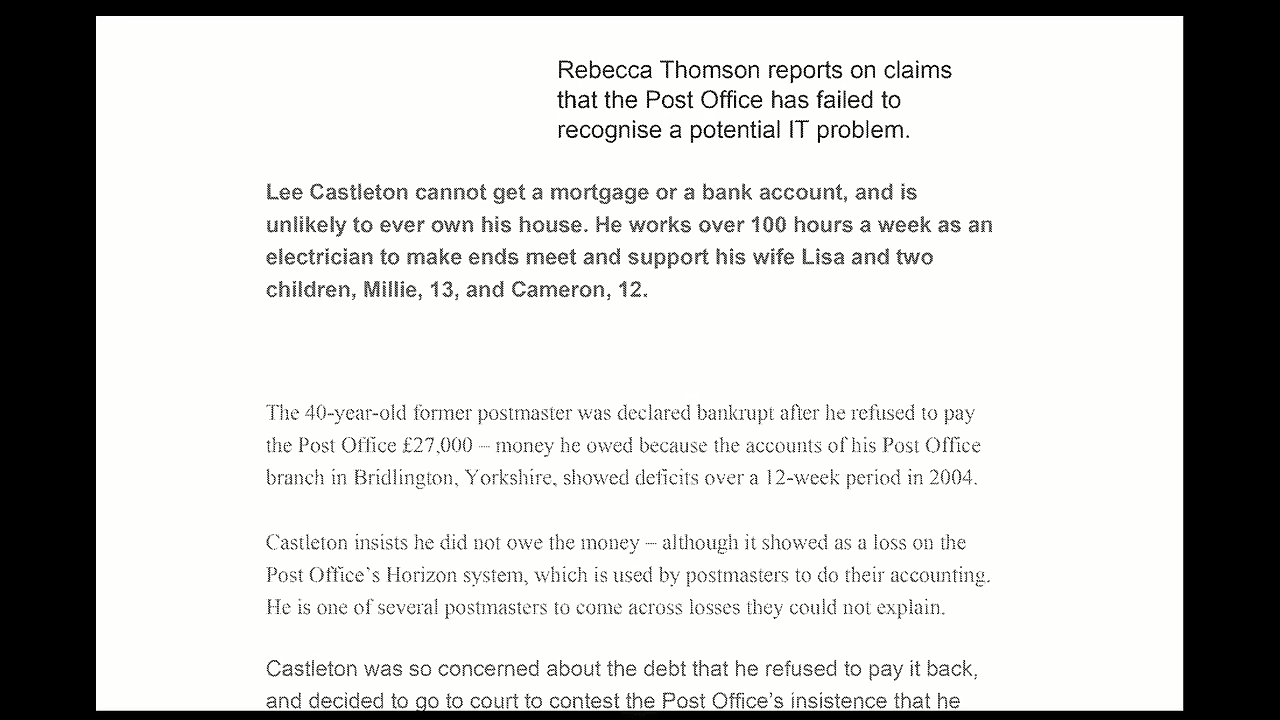 Rebecca Thomson reports on claims
that the Post Office has failed to
recognise a potential IT problem.
Lee Castleton cannot get a mortgage or a bank account, and is
unlikely to ever own his house. He works over 100 hours a week as an
electrician to make ends meet and support his wife Lisa and two
children, Millie, 13, and Cameron, 12.
The 40-year-old former postmaster was declared bankrupt after he refused to pay
the Post Office £27,000 – money he owed because the accounts of his Post Office
branch in Bridlington, Yorkshire, showed deficits over a 12-week period in 2004.
Castleton insists he did not owe the money – although it showed as a loss on the
Post Office's Horizon system, which is used by postmasters to do their accounting.
He is one of several postmasters to come across losses they could not explain.
Castleton was so concerned about the debt that he refused to pay it back,
and decided to go to court to contest the Post Office's insistence that he